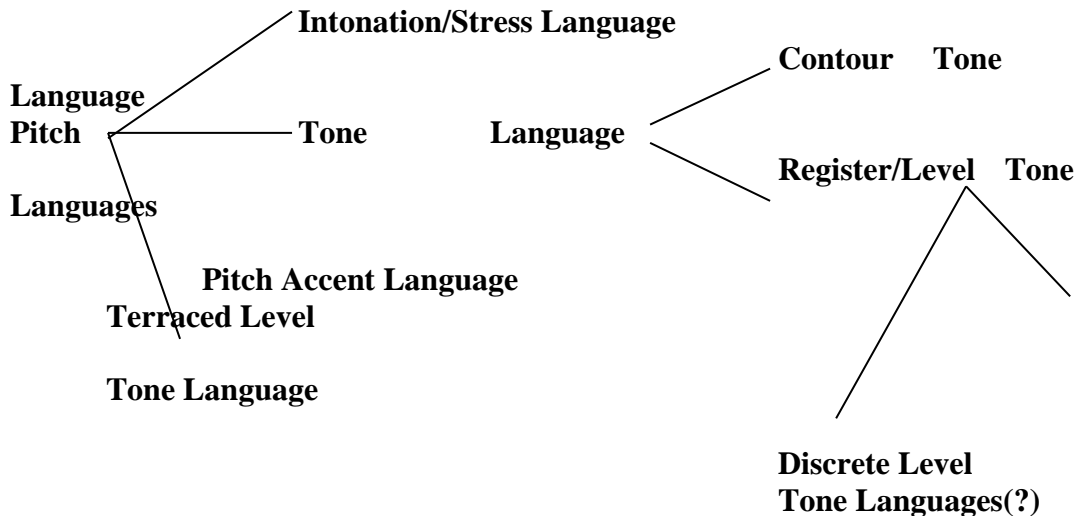 Intonation/Stress Language
Contour Tone
Language
Pitch Tone Language
Register/Level Tone
Languages
Pitch Accent Language
Terraced Level
Tone Language
Discrete Level
Tone Languages(?)